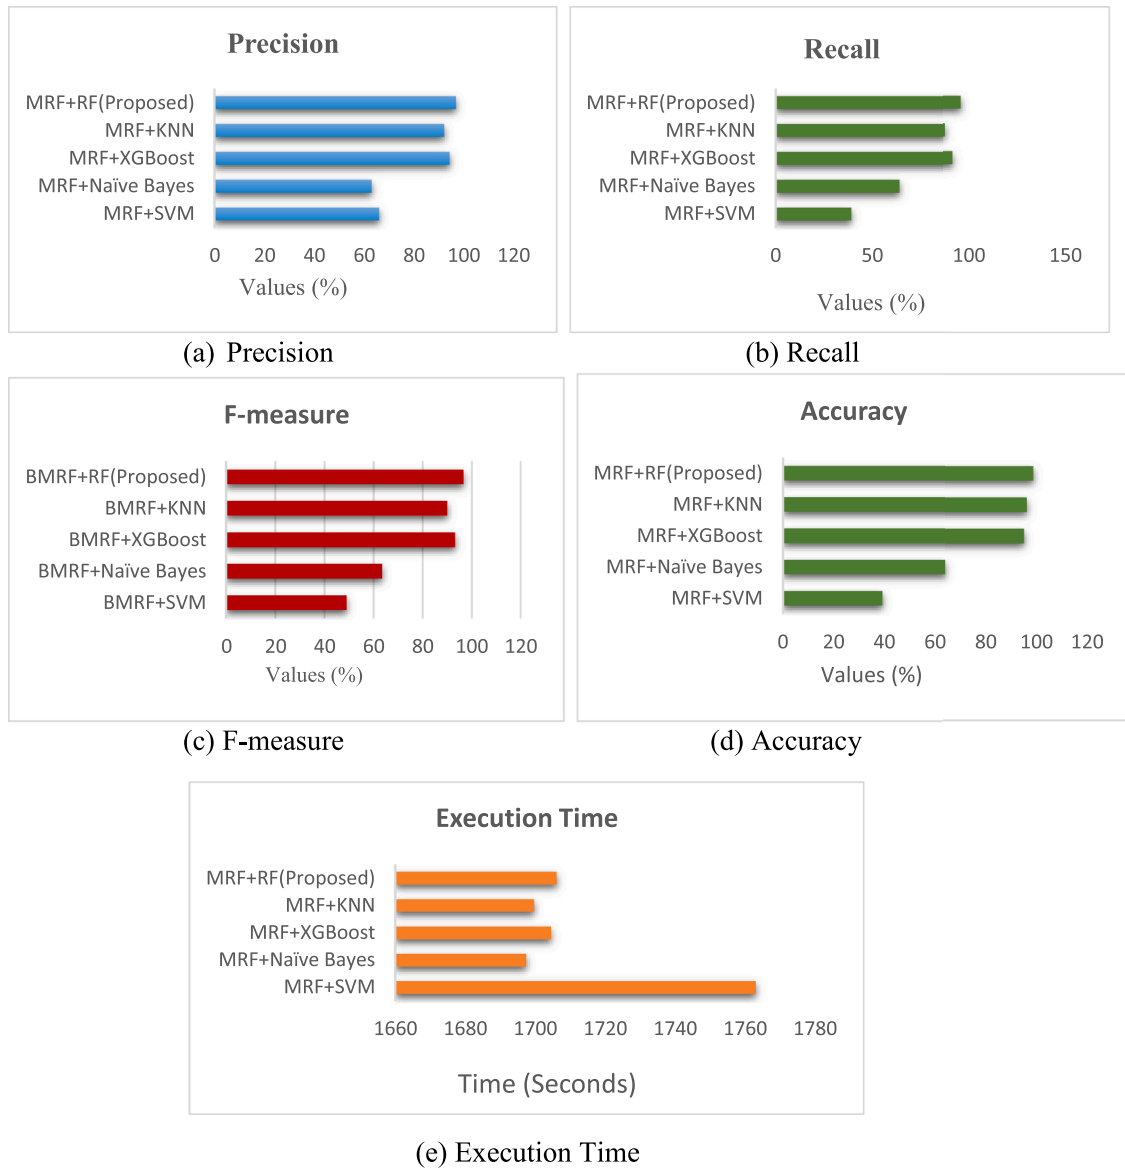 Precision
MRF+RF(Proposed)
MRF+KNN
MRF+XGBoost
MRF+Naïve Bayes
MRF+SVM
0 20 40 60 80 100 120
Values (%)
(a) Precision
Recall
MRF+RF(Proposed)
MRF+KNN
MRF+XGBoost
MRF+Naïve Bayes
MRF+SVM
0 50 100 150
Values (%)
(b) Recall
F-measure
BMRF+RF(Proposed)
BMRF+KNN
BMRF+XGBoost
BMRF+Naïve Bayes
BMRF+SVM
0 20 40 60 80 100 120
Values (%)
(c) F-measure
Accuracy
MRF+RF(Proposed)
MRF+KNN
MRF+XGBoost
MRF+Naïve Bayes
MRF+SVM
0 20 40 60 80 100 120
Values (%)
(d) Accuracy
Execution Time
MRF+RF(Proposed)
MRF+KNN
MRF+XGBoost
MRF+Naïve Bayes
MRF+SVM
1660 1680 1700 1720 1740 1760 1780
Time (Seconds)
(e) Execution Time